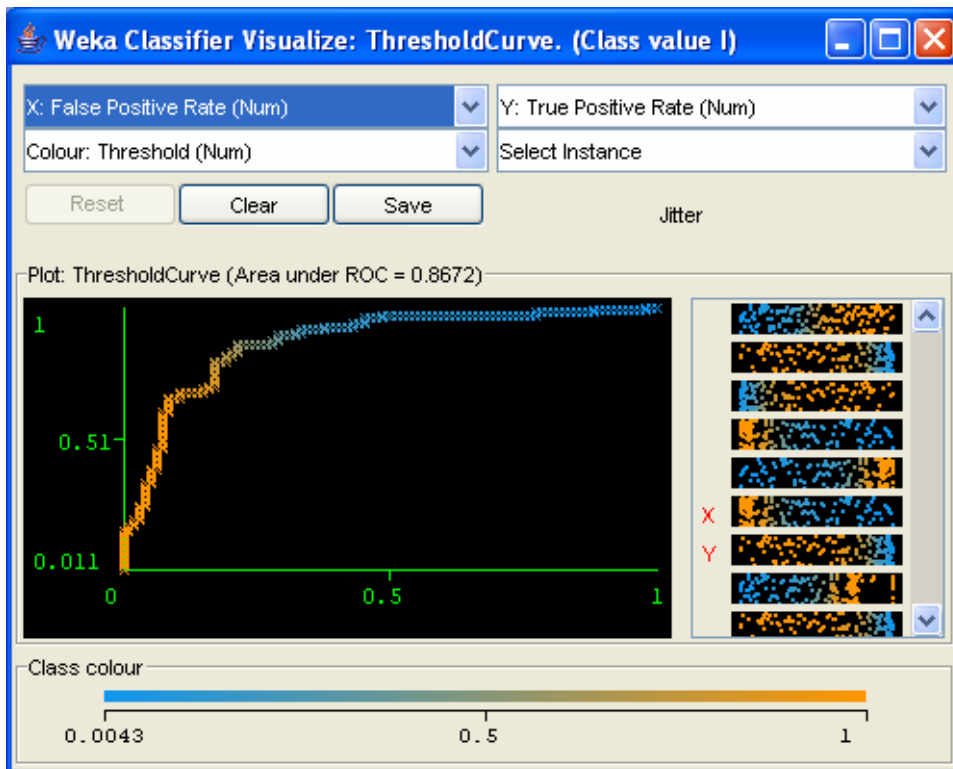 Weka Classifier Visualize: ThresholdCurve. (Class value I)
X: False Positive Rate (Num) Y: True Positive Rate (Num)
Colour: Threshold (Num) Select Instance
Reset Clear Save Jitter
Plot: ThresholdCurve (Area under ROC = 0.8672)
1
0.51
0.011
0 0.5 1
X
Y
Class colour
0.0043 0.5 1